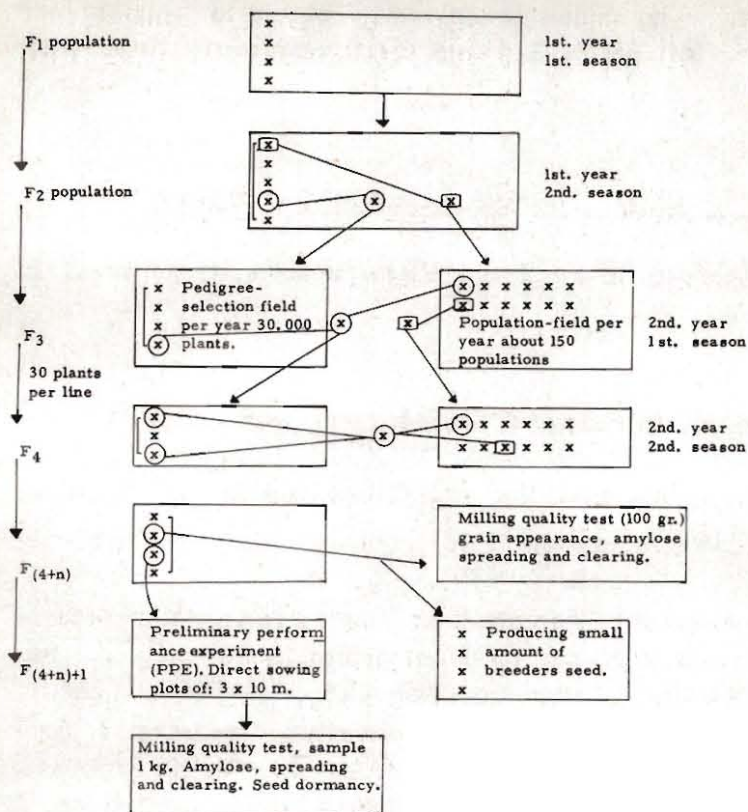 F1 population
x
x
x
x
1st. year
1st. season
F2 population
x
x
x
x x x
x
1st. year
2nd. season
F3
30 plants
per line
x Pedigree-
x selection field
x per year 30.000
x plants.
x
x
x x x x x x
x x x x x x
Population-field per
year about 150
populations
2nd. year
1st. season
F4
x
x
x
x
x x x x x x
x x x x x
2nd. year
2nd. season
F(4+n)
x
x
x
x
Milling quality test (100 gr.)
grain appearance, amylose
spreading and clearing.
F(4+n)+1
Preliminary perform
ance experiment
(PPE), Direct sowing
plots of: 3 x 10 m.
x Producing small
x amount of
x breeders seed.
x
Milling quality test, sample
1 kg. Amylose, spreading
and clearing. Seed dormancy.